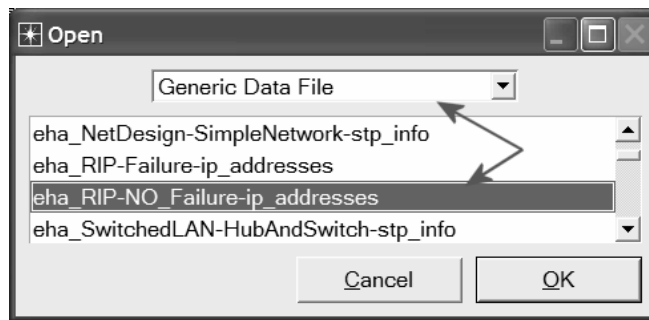 Open
Generic Data File
eha_NetDesign-SimpleNetwork-stp_info
eha_RIP-Failure-ip_addresses
eha_RIP-NO_Failure-ip_addresses
eha_SwitchedLAN-HubAndSwitch-stp_info
Cancel OK